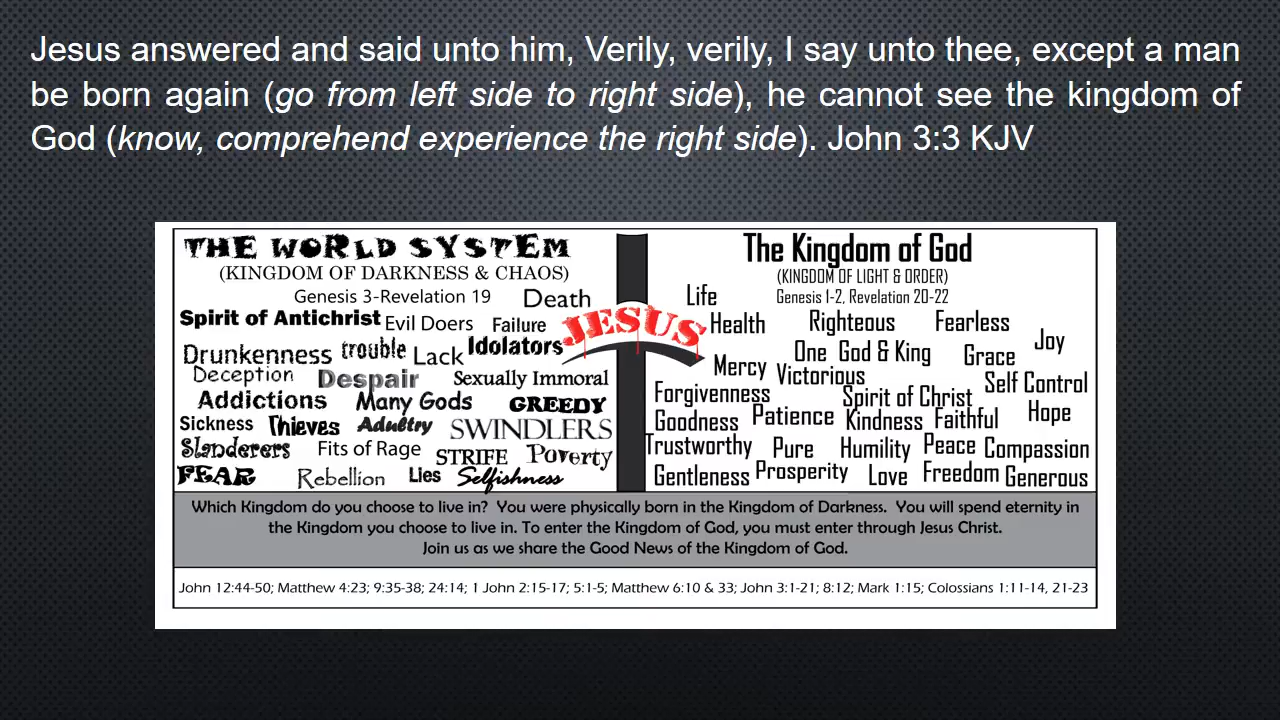 Jesus answered and said unto him, Verily, verily, I say unto thee, except a man
be born again (go from left side to right side), he cannot see the kingdom of
God (know, comprehend experience the right side). John 3:3 KJV
THE WORLD SYSTEM
(KINGDOM OF DARKNESS & CHAOS)
Genesis 3-Revelation 19
Death
Spirit of Antichrist Evil Doers Failure
Drunkenness trouble Lack Idolators
Deception Despair Sexually Immoral
Addictions Many Gods GREEDY
Sickness Thieves Adultry SWINDLERS
Slanderers Fits of Rage STRIFE Poverty
FEAR Rebellion Lies Selfishness
JESUS
The Kingdom of God
(KINGDOM OF LIGHT & ORDER)
Life Genesis 1-2, Revelation 20-22
Health Righteous Fearless
One God & King Grace Joy
Mercy Victorious Self Control
Forgiveness Spirit of Christ
Goodness Patience Kindness Faithful Hope
Trustworthy Pure Humility Peace Compassion
Gentleness Prosperity Love Freedom Generous
Which Kingdom do you choose to live in? You were physically born in the Kingdom of Darkness. You will spend eternity in
the Kingdom you choose to live in. To enter the Kingdom of God, you must enter through Jesus Christ.
Join us as we share the Good News of the Kingdom of God.
John 12:44-50; Matthew 4:23; 9:35-38; 24:14; 1 John 2:15-17; 5:1-5; Matthew 6:10 & 33; John 3:1-21; 8:12; Mark 1:15; Colossians 1:11-14, 21-23